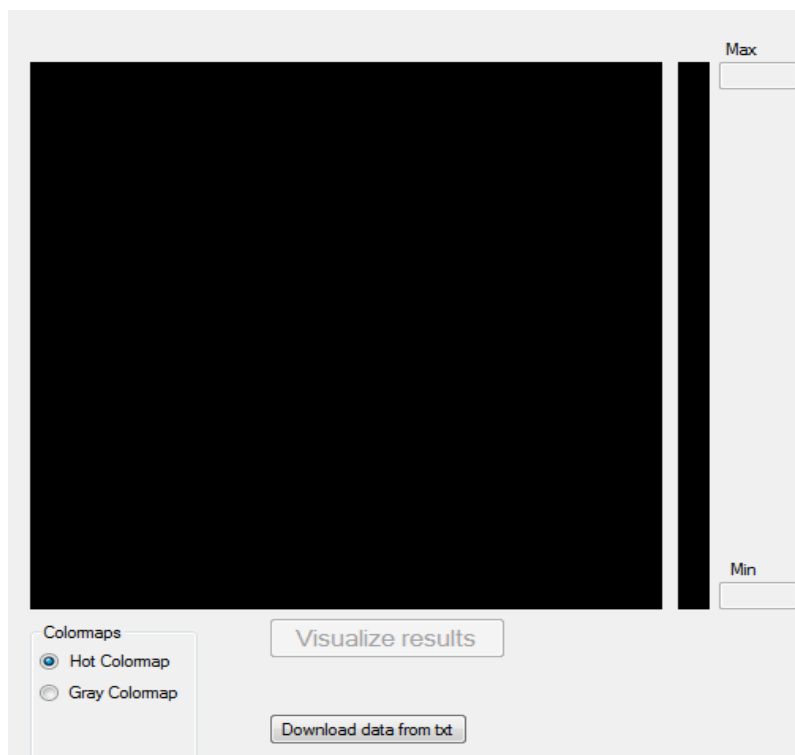 Max
Min
Colormaps
Hot Colormap
Gray Colormap
Visualize results
Download data from txt